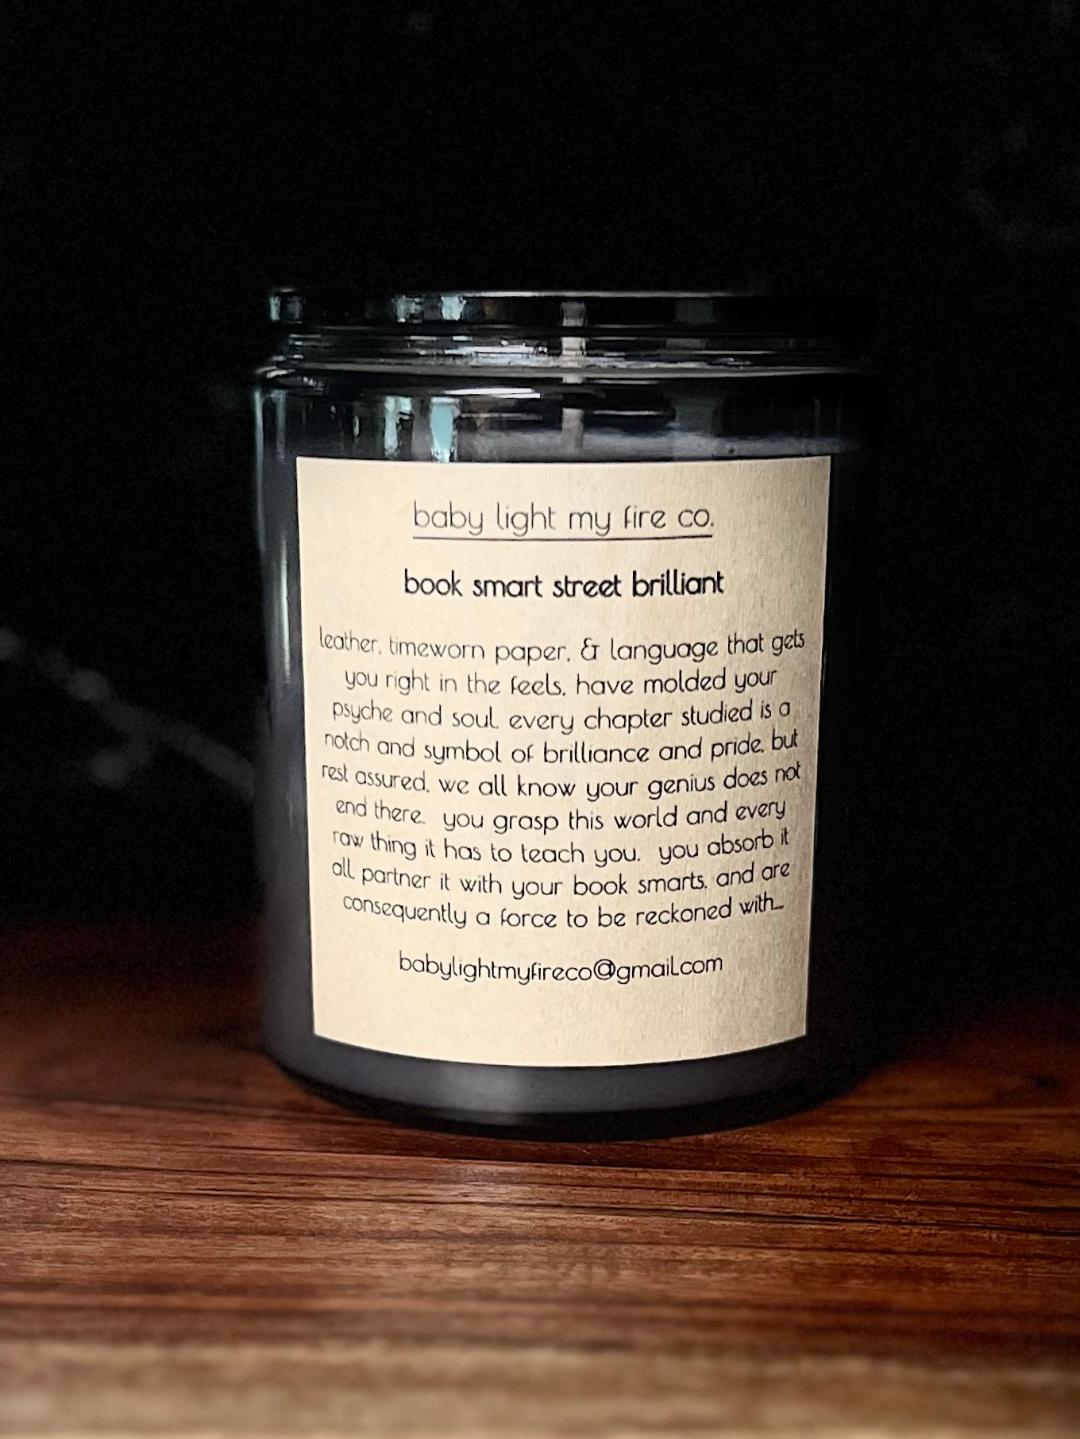 baby light my fire co.
book smart street brilliant
leather, timeworn paper, & language that gets
you right in the feels, have molded your
psyche and soul. every chapter studied is a
notch and symbol of brilliance and pride, but
rest assured, we all know your genius does not
end there. you grasp this world and every
raw thing it has to teach you. you absorb it
all partner it with your book smarts, and are
consequently a force to be reckoned with...
babylightmyfireco@gmail.com